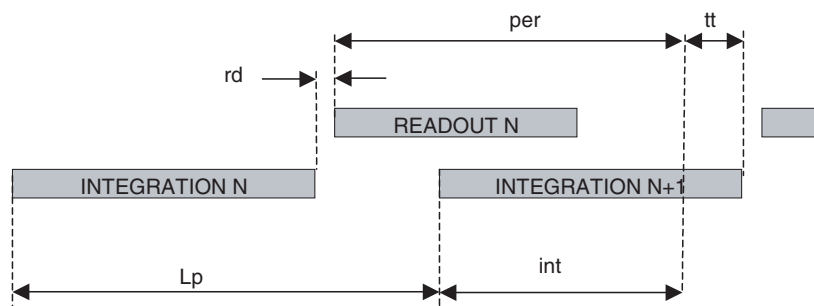 per
tt
rd
READOUT N
INTEGRATION N
INTEGRATION N+1
Lp
int